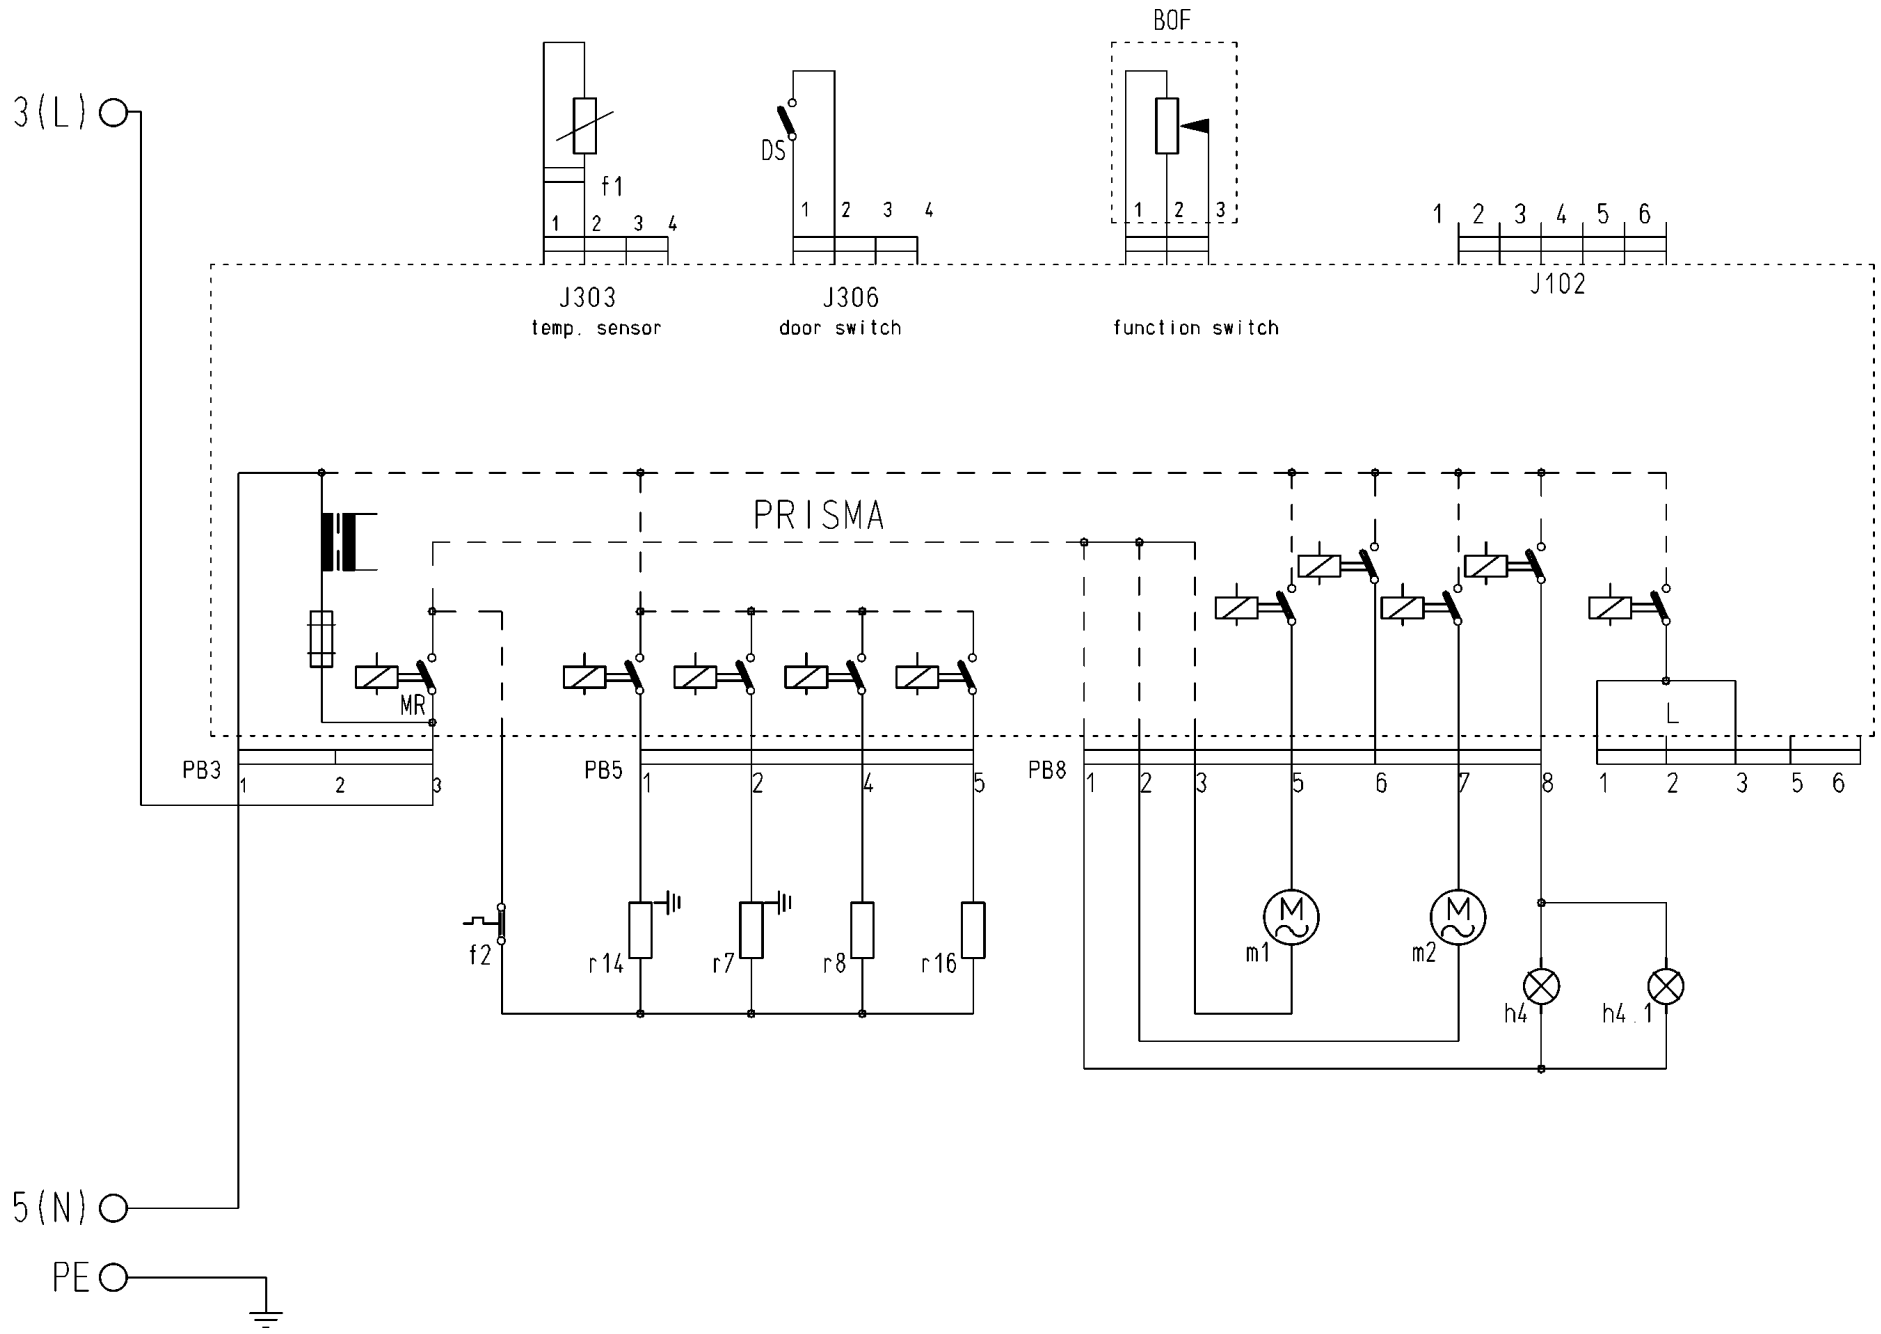 BOF
3(L)
DS
f1
1 2 3 4
1 2 3 4
1 2 3
1 2 3 4 5 6
J303
J306
J102
temp. sensor
door switch
function switch
PRISMA
MR
L
PB3
1 2 3
PB5
1 2 4 5
PB8
1 2 3 5 6 7 8
1 2 3 5 6
M
M
f2
r14
r7
r8
r16
m1
m2
h4
h4.1
5(N)
PE